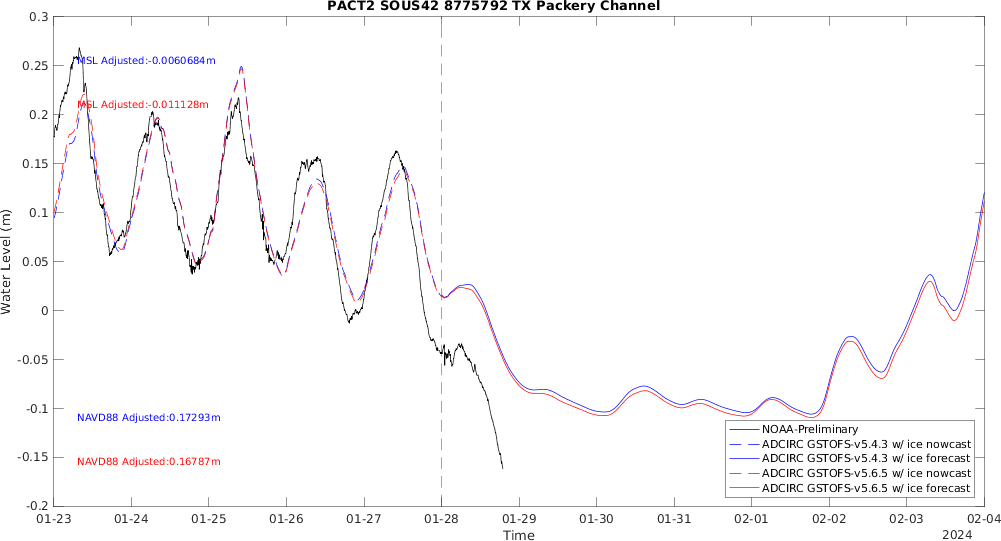 PACT2 SOUS42 8775792 TX Packery Channel
0.3
0.25
0.2
0.15
0.1
0.05
0
-0.05
-0.1
-0.15
-0.2
Water Level (m)
MSL Adjusted:-0.0060684m
MSL Adjusted:-0.011128m
NAVD88 Adjusted:0.17293m
NAVD88 Adjusted:0.16787m
NOAA-Preliminary
ADCIRC GSTOFS-v5.4.3 w/ ice nowcast
ADCIRC GSTOFS-v5.4.3 w/ ice forecast
ADCIRC GSTOFS-v5.6.5 w/ ice nowcast
ADCIRC GSTOFS-v5.6.5 w/ ice forecast
01-23 01-24 01-25 01-26 01-27 01-28 01-29 01-30 01-31 02-01 02-02 02-03 02-04
Time
2024